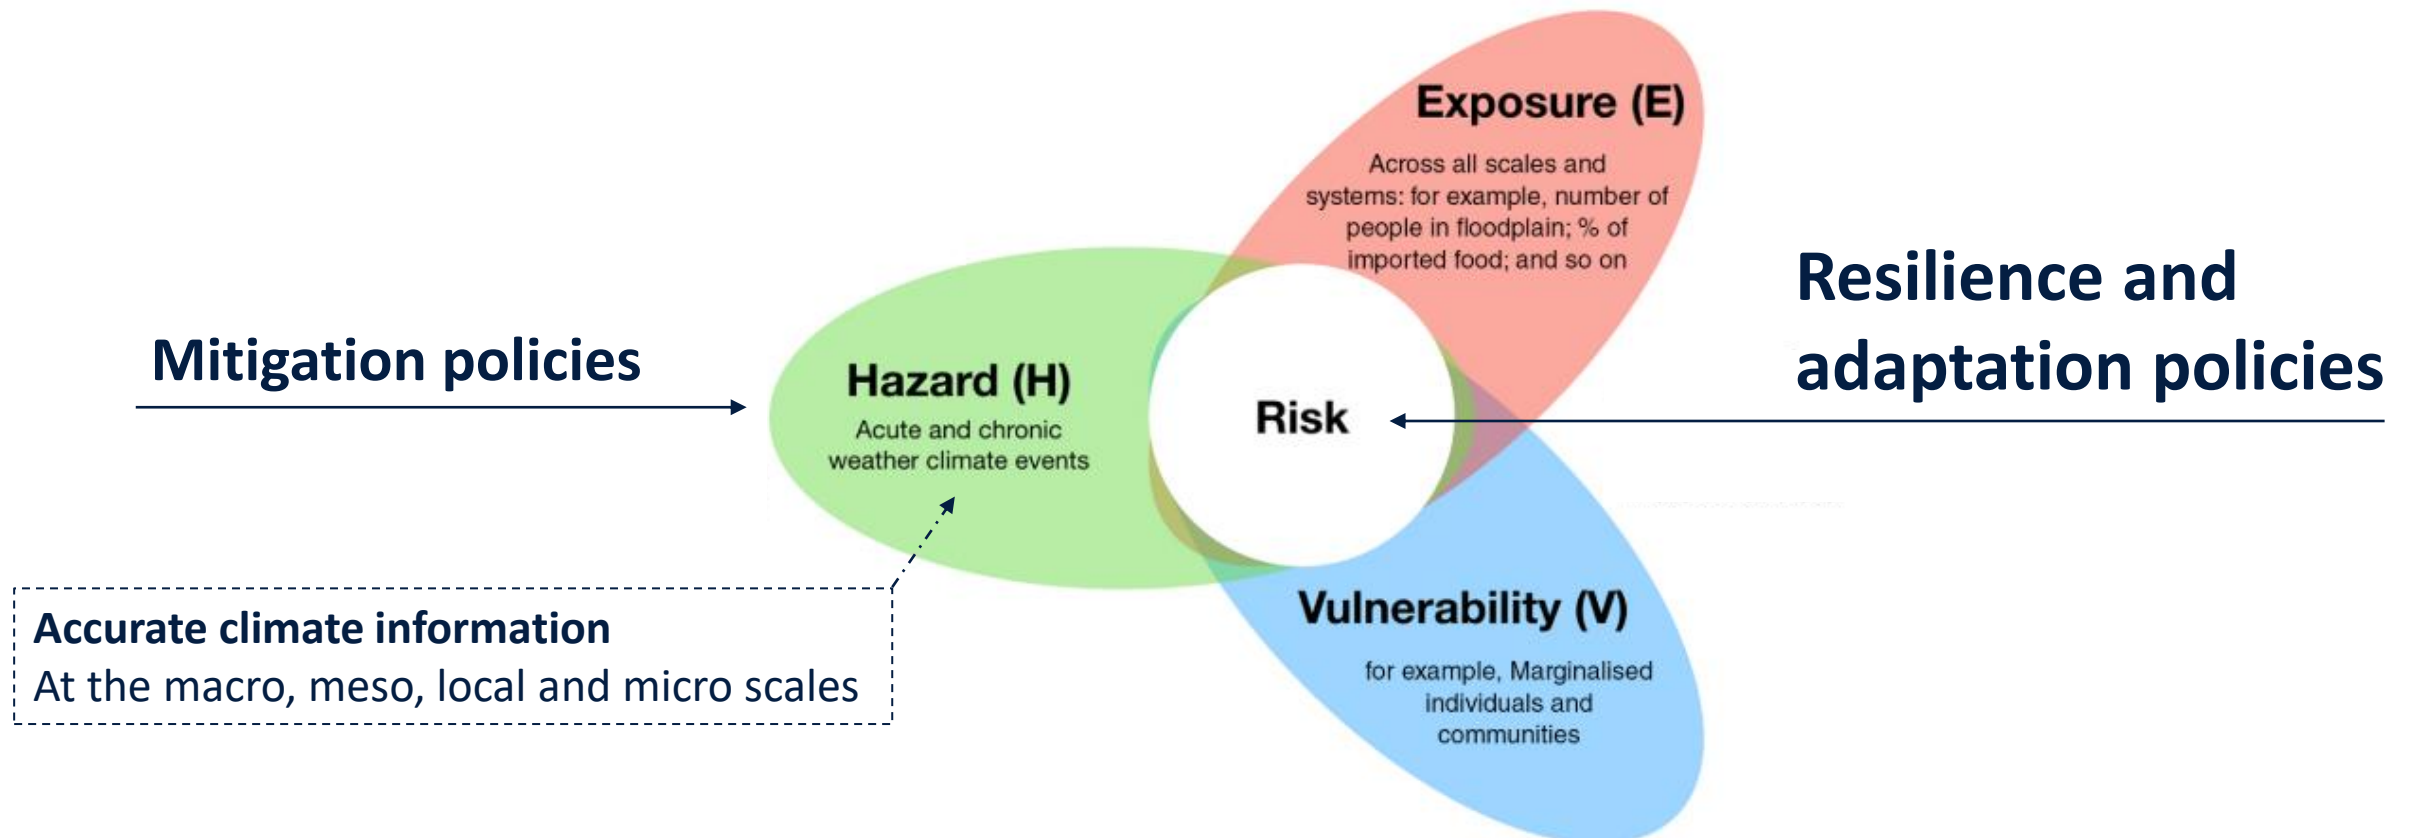 Mitigation policies
Hazard (H)
Acute and chronic
weather climate events
Accurate climate information
At the macro, meso, local and micro scales
Exposure (E)
Across all scales and
systems: for example, number of
people in floodplain; % of
imported food; and so on
Risk
Vulnerability (V)
for example, Marginalised
individuals and
communities
Resilience and
adaptation policies